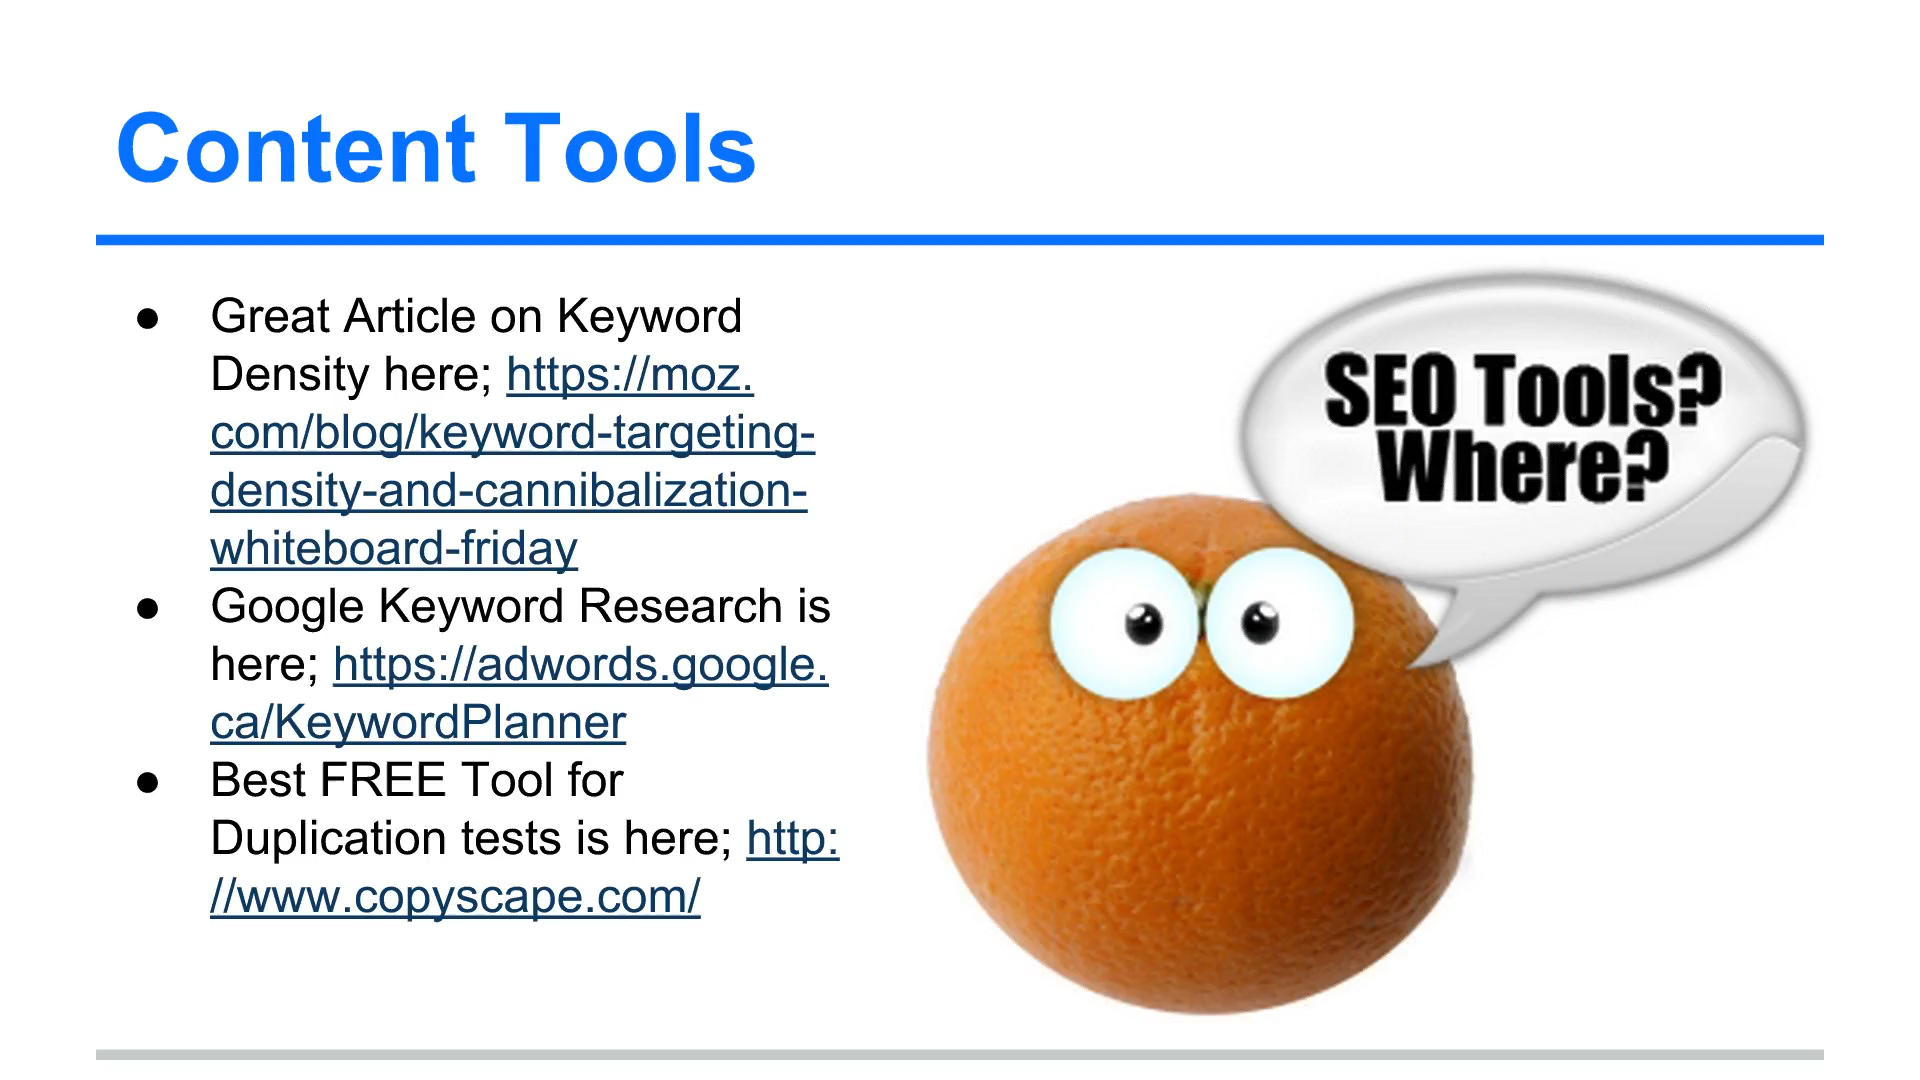 Content Tools
● Great Article on Keyword
Density here; https://moz.
com/blog/keyword-targeting-
density-and-cannibalization-
whiteboard-friday
● Google Keyword Research is
here; https://adwords.google.
ca/KeywordPlanner
● Best FREE Tool for
Duplication tests is here; http:
//www.copyscape.com/
SEO Tools?
Where?